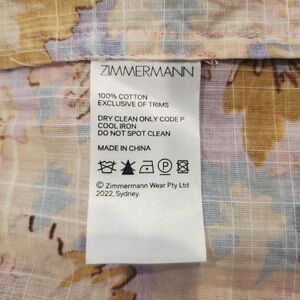 ZIMMERMANN
100% COTTON
EXCLUSIVE OF TRIMS
DRY CLEAN ONLY CODE P
COOL IRON
DO NOT SPOT CLEAN
MADE IN CHINA
P
© Zimmermann Wear Pty Ltd
2022, Sydney.